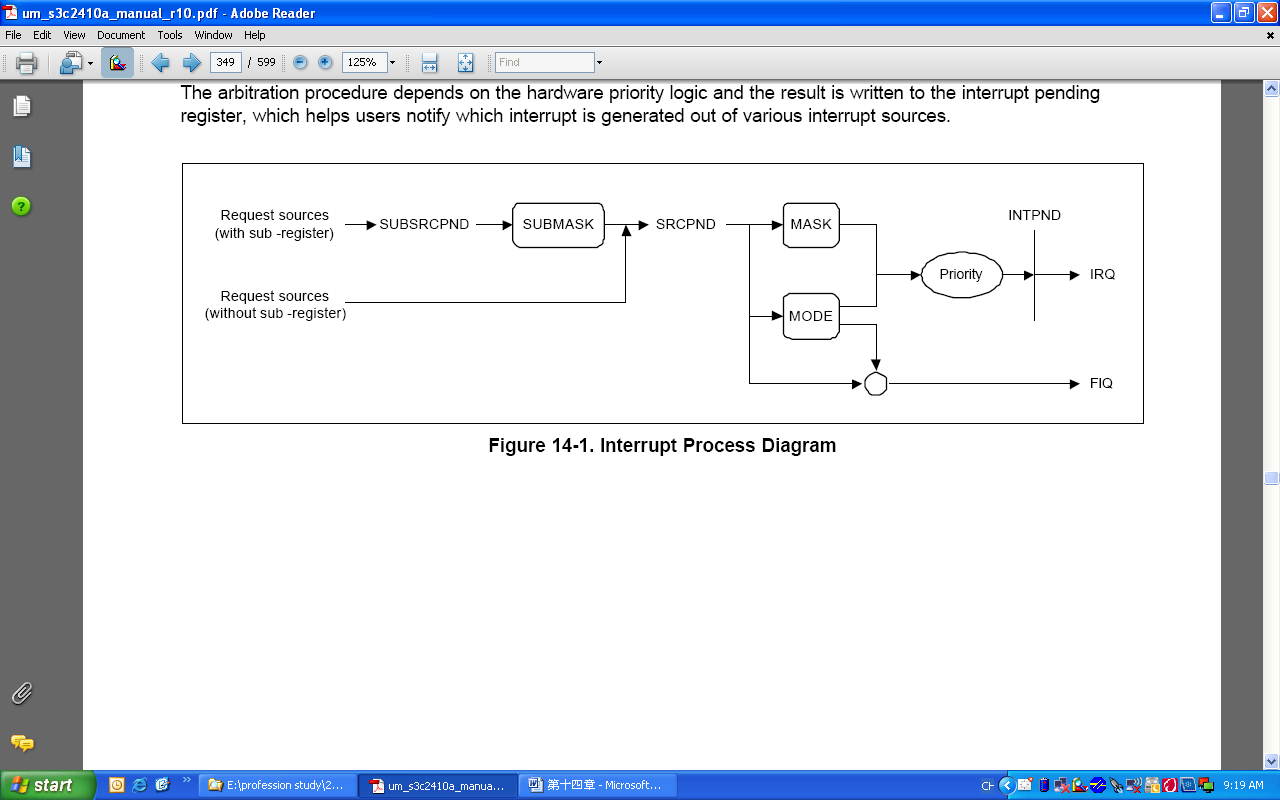 um_s3c2410a_manual_r10.pdf - Adobe Reader
File Edit View Document Tools Window Help
349 / 599 125% Find
The arbitration procedure depends on the hardware priority logic and the result is written to the interrupt pending
register, which helps users notify which interrupt is generated out of various interrupt sources.
Request sources
(with sub -register)
SUBSRCPND
SUBMASK
SRCPND
MASK
INTPND
Request sources
(without sub -register)
MODE
Priority
IRQ
FIQ
Figure 14-1. Interrupt Process Diagram
start
E:\profession study\2...
um_s3c2410a_manua...
第十四章 - Microsoft...
CH
9:19 AM